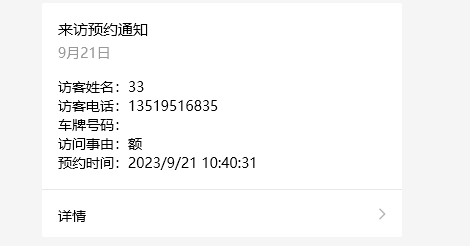 来访预约通知
9月21日
访客姓名：33
访客电话：13519516835
车牌号码：
访问事由：额
预约时间：2023/9/21 10:40:31
详情